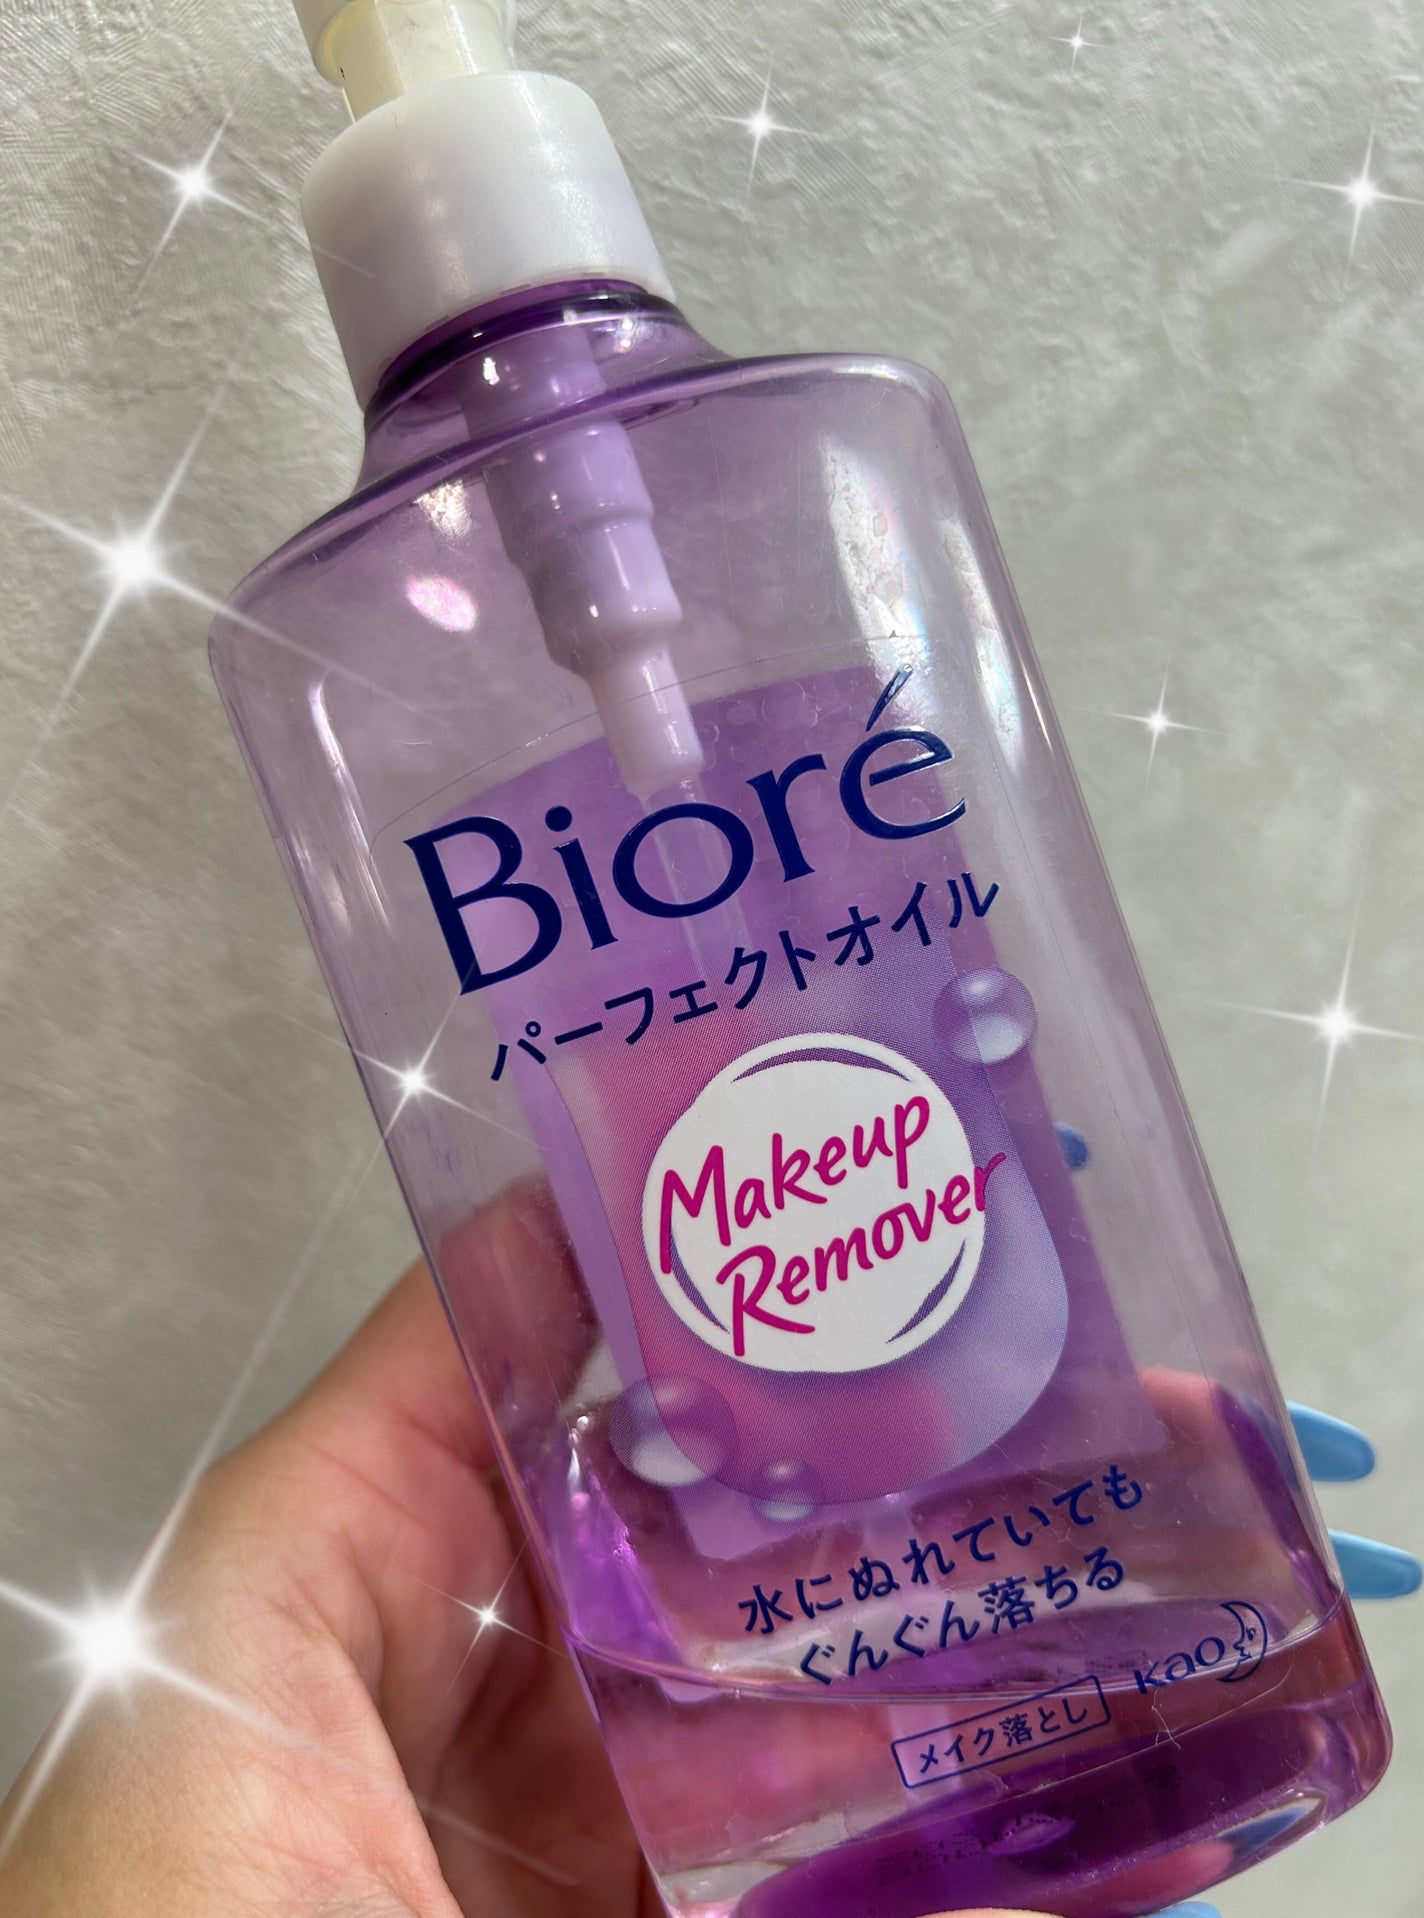 Bioré
パーフェクトオイル
Makeup
Remover
水にぬれていても
ぐんぐん落ちる
Kao
メイク落とし